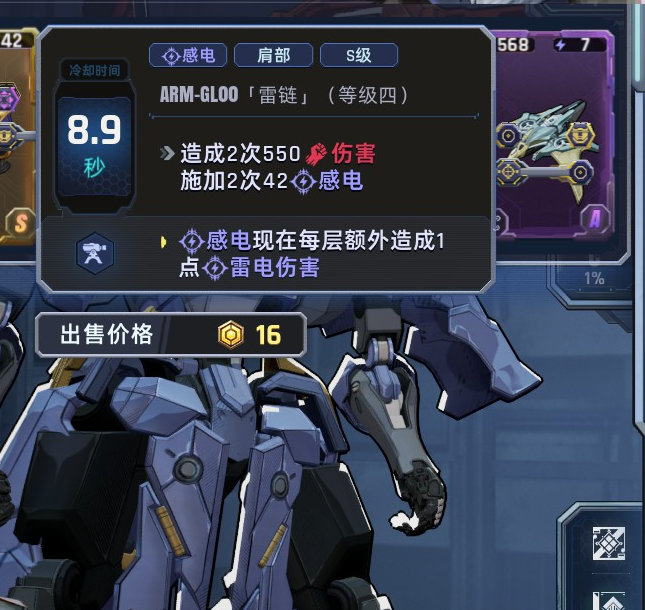 42
568 7
冷却时间
8.9
秒
感电 肩部 S级
ARM-GL00「雷链」（等级四）
造成2次550伤害
施加2次42感电
感电现在每层额外造成1
点雷电伤害
S
A
1%
出售价格 16